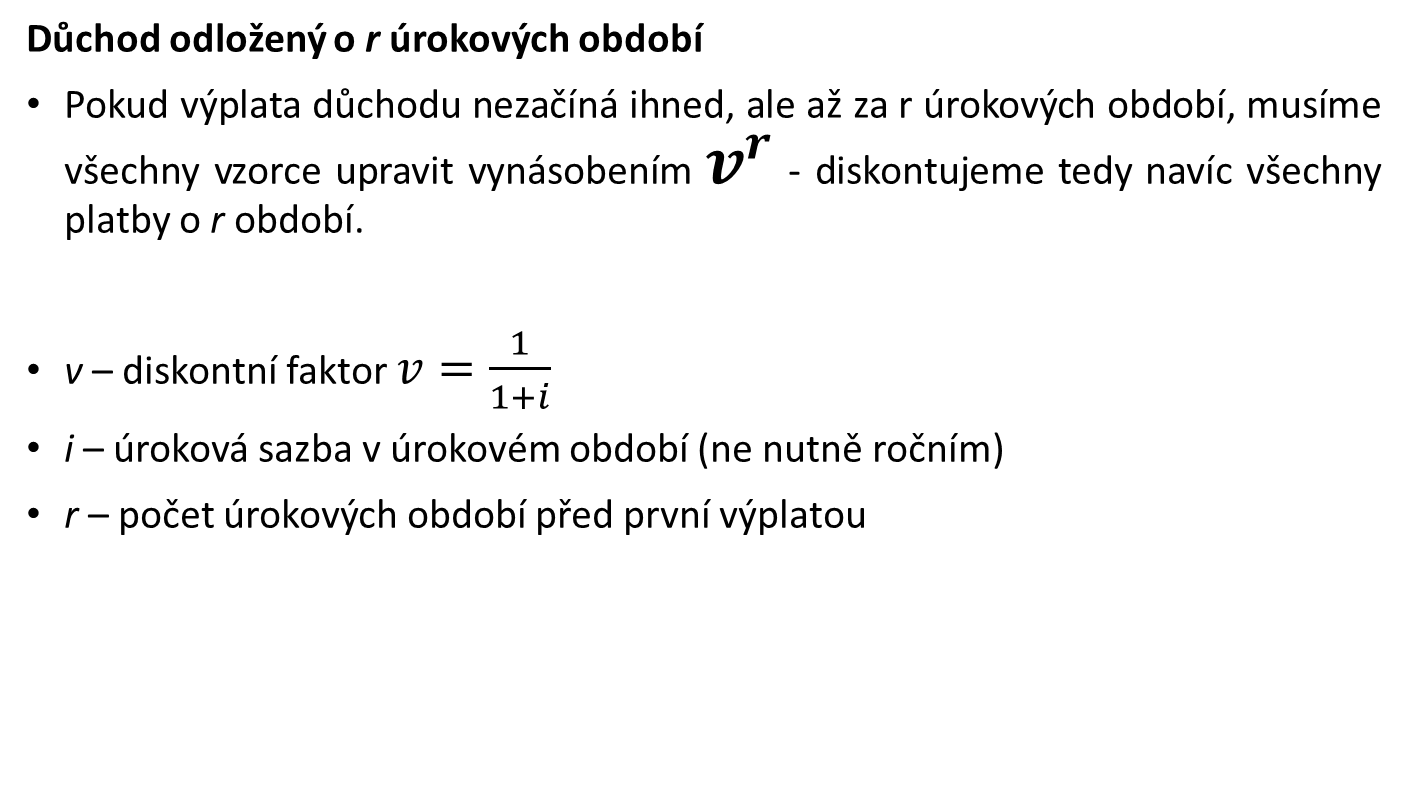 Důchod odložený o r úrokových období
• Pokud výplata důchodu nezačíná ihned, ale až za r úrokových období, musíme
všechny vzorce upravit vynásobením 𝒗^𝒓 - diskontujeme tedy navíc všechny
platby o r období.
• v – diskontní faktor 𝑣 = 1/(1+𝑖)
• i – úroková sazba v úrokovém období (ne nutně ročním)
• r – počet úrokových období před první výplatou